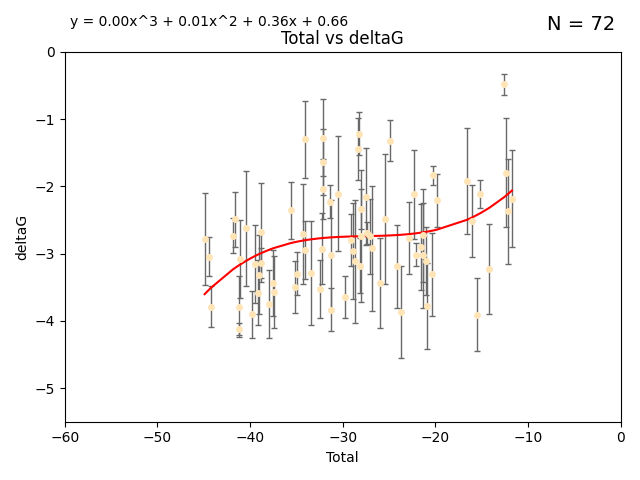 y = 0.00x^3 + 0.01x^2 + 0.36x + 0.66
N = 72
Total vs deltaG
0
−1
−2
−3
−4
−5
deltaG
−60 −50 −40 −30 −20 −10 0
Total